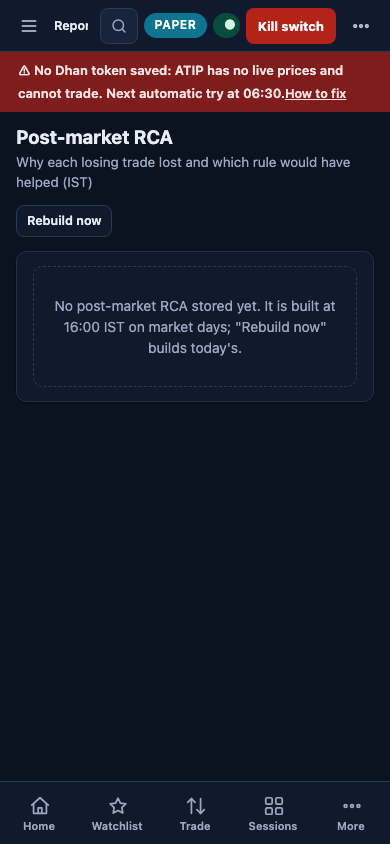 Repor
PAPER
Kill switch
⚠ No Dhan token saved: ATIP has no live prices and
cannot trade. Next automatic try at 06:30.How to fix
Post-market RCA
Why each losing trade lost and which rule would have
helped (IST)
Rebuild now
No post-market RCA stored yet. It is built at
16:00 IST on market days; "Rebuild now"
builds today's.
Home
Watchlist
Trade
Sessions
More